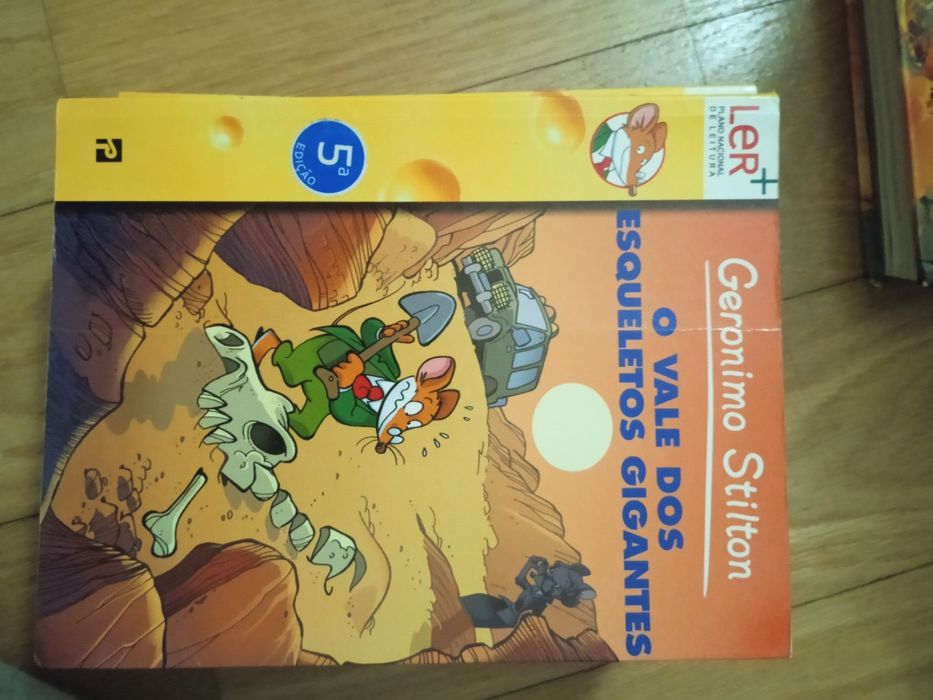 LeR+
PLANO NACIONAL
DE LEITURA
5ª
EDIÇÃO
Geronimo Stilton
O VALE DOS
ESQUELETOS GIGANTES